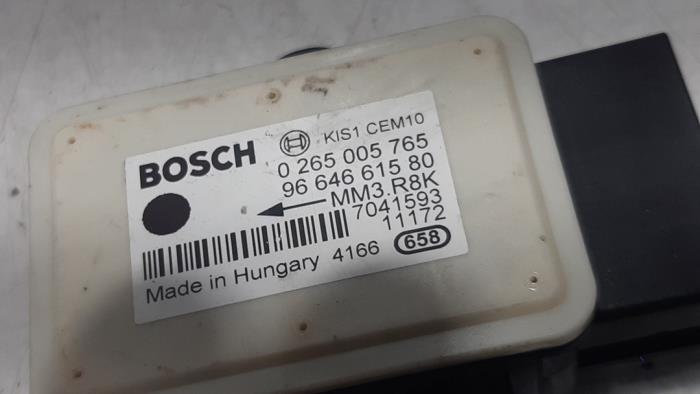 BOSCH KIS1 CEM10
0 265 005 765
96 646 615 80
MM3.R8K
7041593
11172
4166 658
Made in Hungary